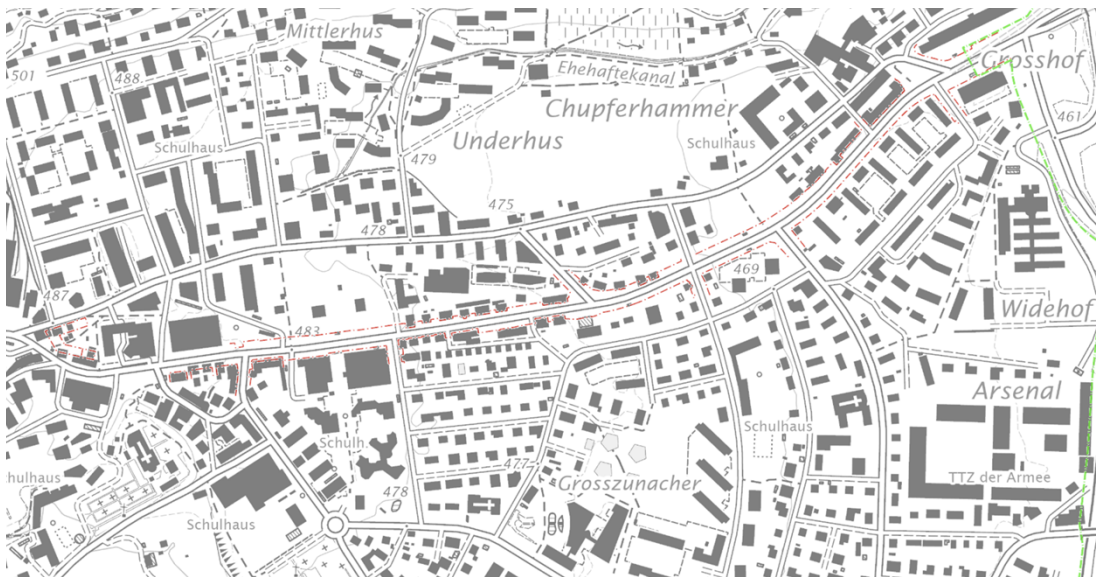 Mittlerhus
Grosshof
501
488
Ehehaftekanal
Chupferhammer
461
Schulhaus
Underhus
Schulhaus
479
475
478
469
487
Widehof
483
Arsenal
Schulhaus
Schulh.
477
chulhaus
TTZ der Armee
Grosszunacher
478
Schulhaus